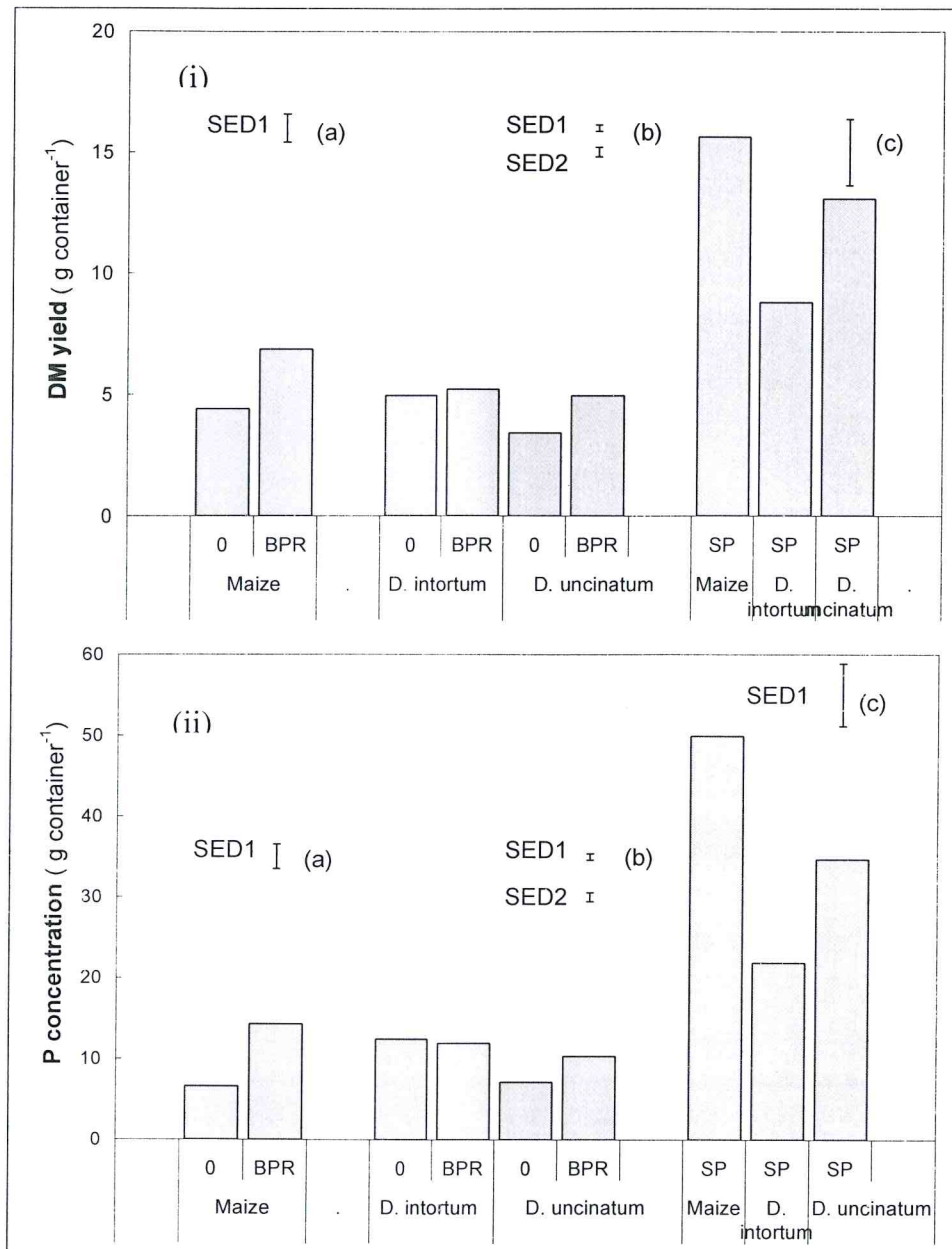 20
(i)
SED1 (a)
SED1 (b)
SED2
(c)
15
10
5
0
DM yield ( g container-1)
0 BPR 0 BPR 0 BPR SP SP SP
Maize . D. intortum D. uncinatum Maize D. intortum D. uncinatum .
60
(ii)
SED1 (c)
50
40
SED1 (a)
SED1 (b)
30
SED2
20
10
0
P concentration ( g container-1)
0 BPR 0 BPR 0 BPR SP SP SP
Maize . D. intortum D. uncinatum Maize D. intortum D. uncinatum